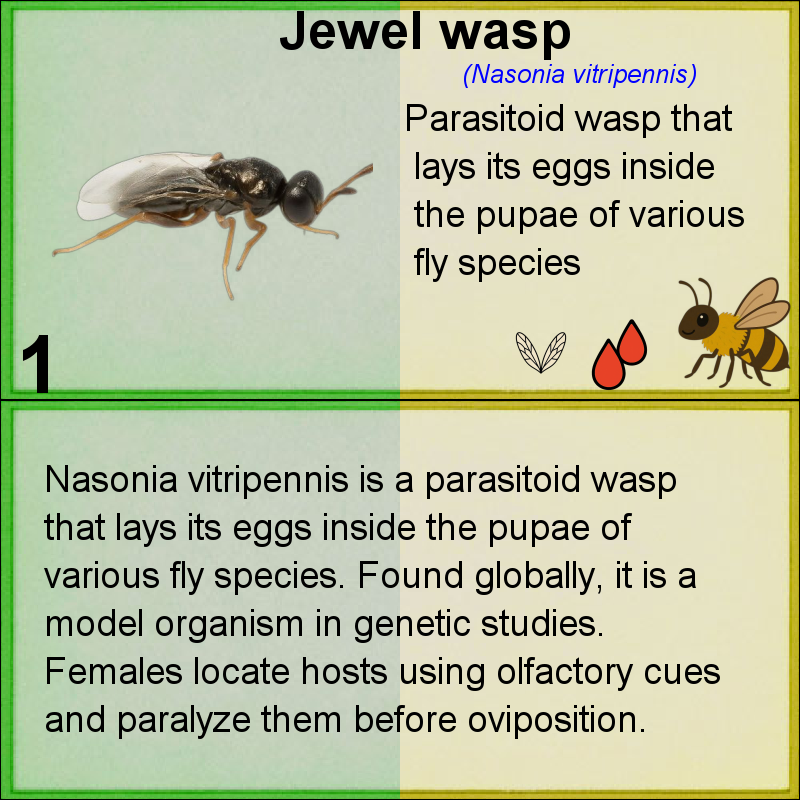 Jewel wasp
(Nasonia vitripennis)
Parasitoid wasp that
lays its eggs inside
the pupae of various
fly species
1
Nasonia vitripennis is a parasitoid wasp
that lays its eggs inside the pupae of
various fly species. Found globally, it is a
model organism in genetic studies.
Females locate hosts using olfactory cues
and paralyze them before oviposition.